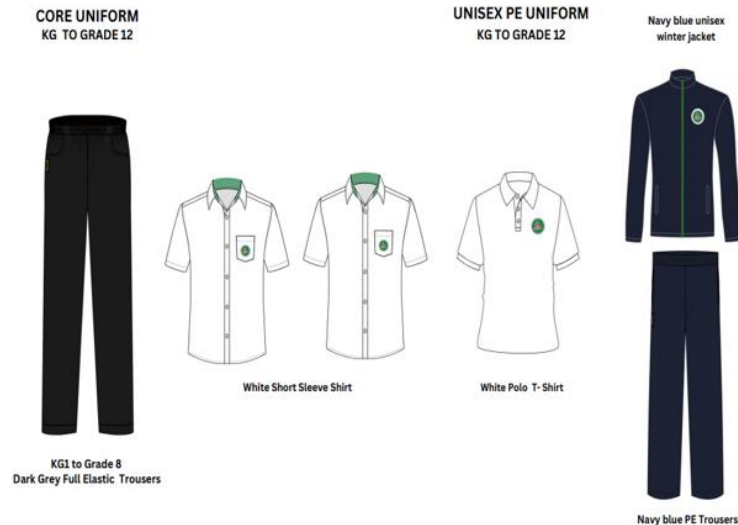 CORE UNIFORM
KG TO GRADE 12
UNISEX PE UNIFORM
KG TO GRADE 12
Navy blue unisex
winter jacket
White Short Sleeve Shirt
White Polo T- Shirt
KG1 to Grade 8
Dark Grey Full Elastic Trousers
Navy blue PE Trousers